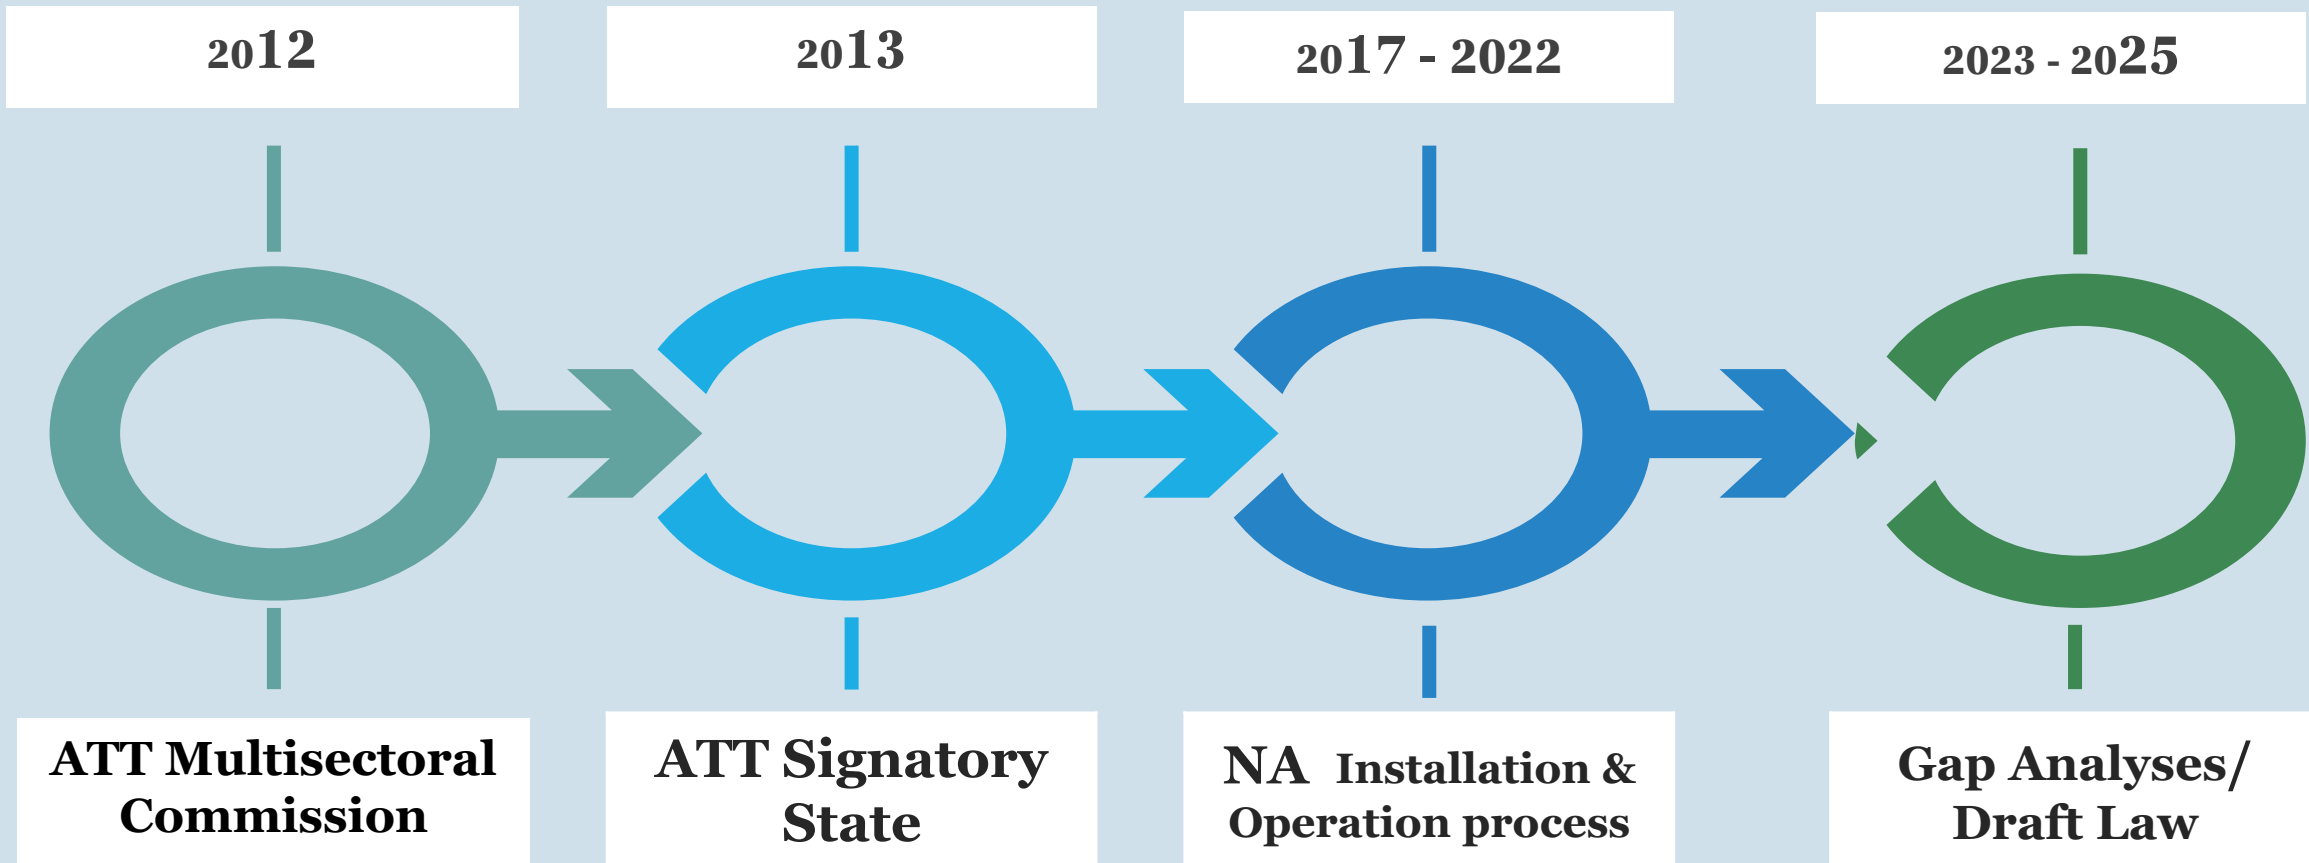 2012
2013
2017 - 2022
2023 - 2025
ATT Multisectoral
Commission
ATT Signatory
State
NA Installation &
Operation process
Gap Analyses/
Draft Law